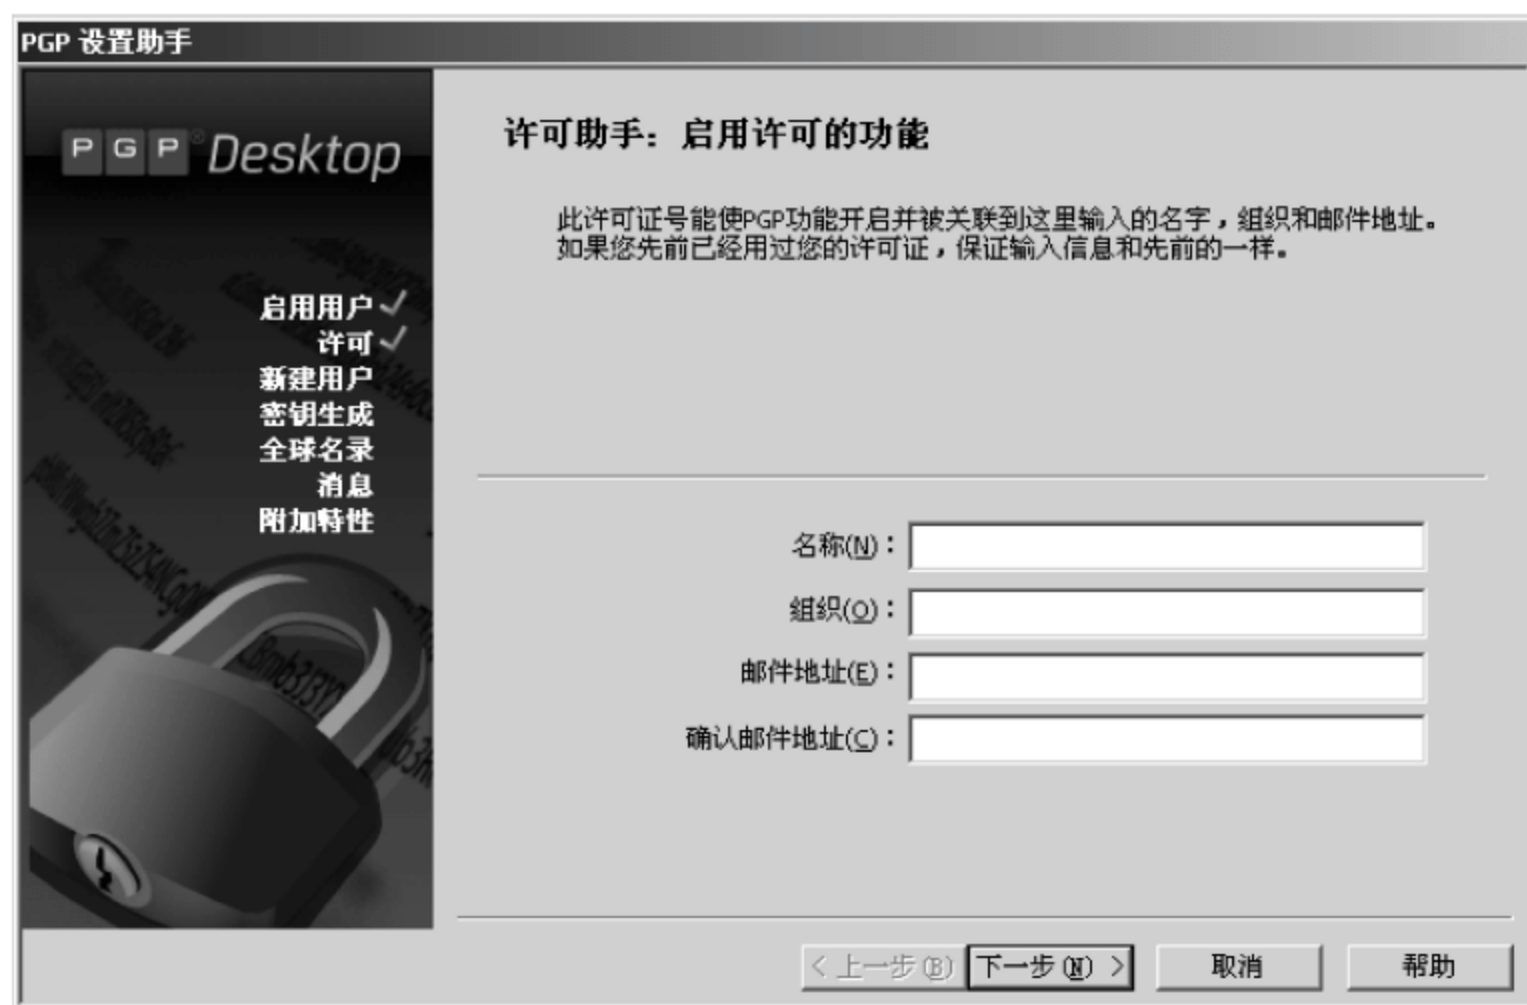 PGP 设置助手
PGP® Desktop
启用用户
许可
新建用户
密钥生成
全球名录
消息
附加特性
许可助手：启用许可的功能
此许可证号能使PGP功能开启并被关联到这里输入的名字，组织和邮件地址。
如果您先前已经用过您的许可证，保证输入信息和先前的一样。
名称(N)：
组织(O)：
邮件地址(E)：
确认邮件地址(C)：
< 上一步(B) 下一步(N) > 取消 帮助